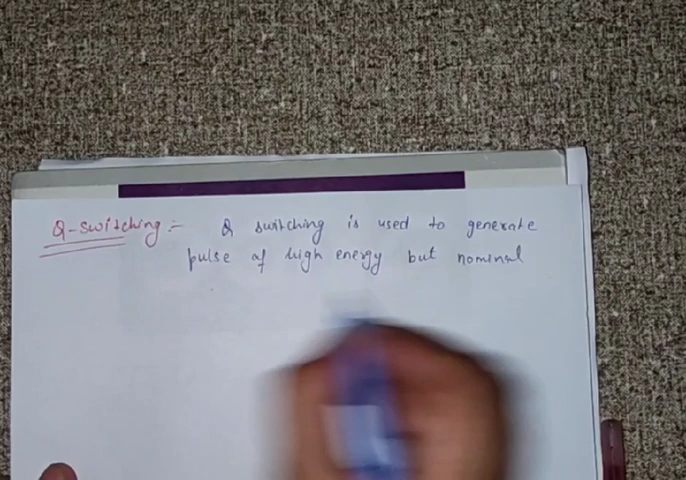 Q-switching :- Q switching is used to generate
pulse of high energy but nominal